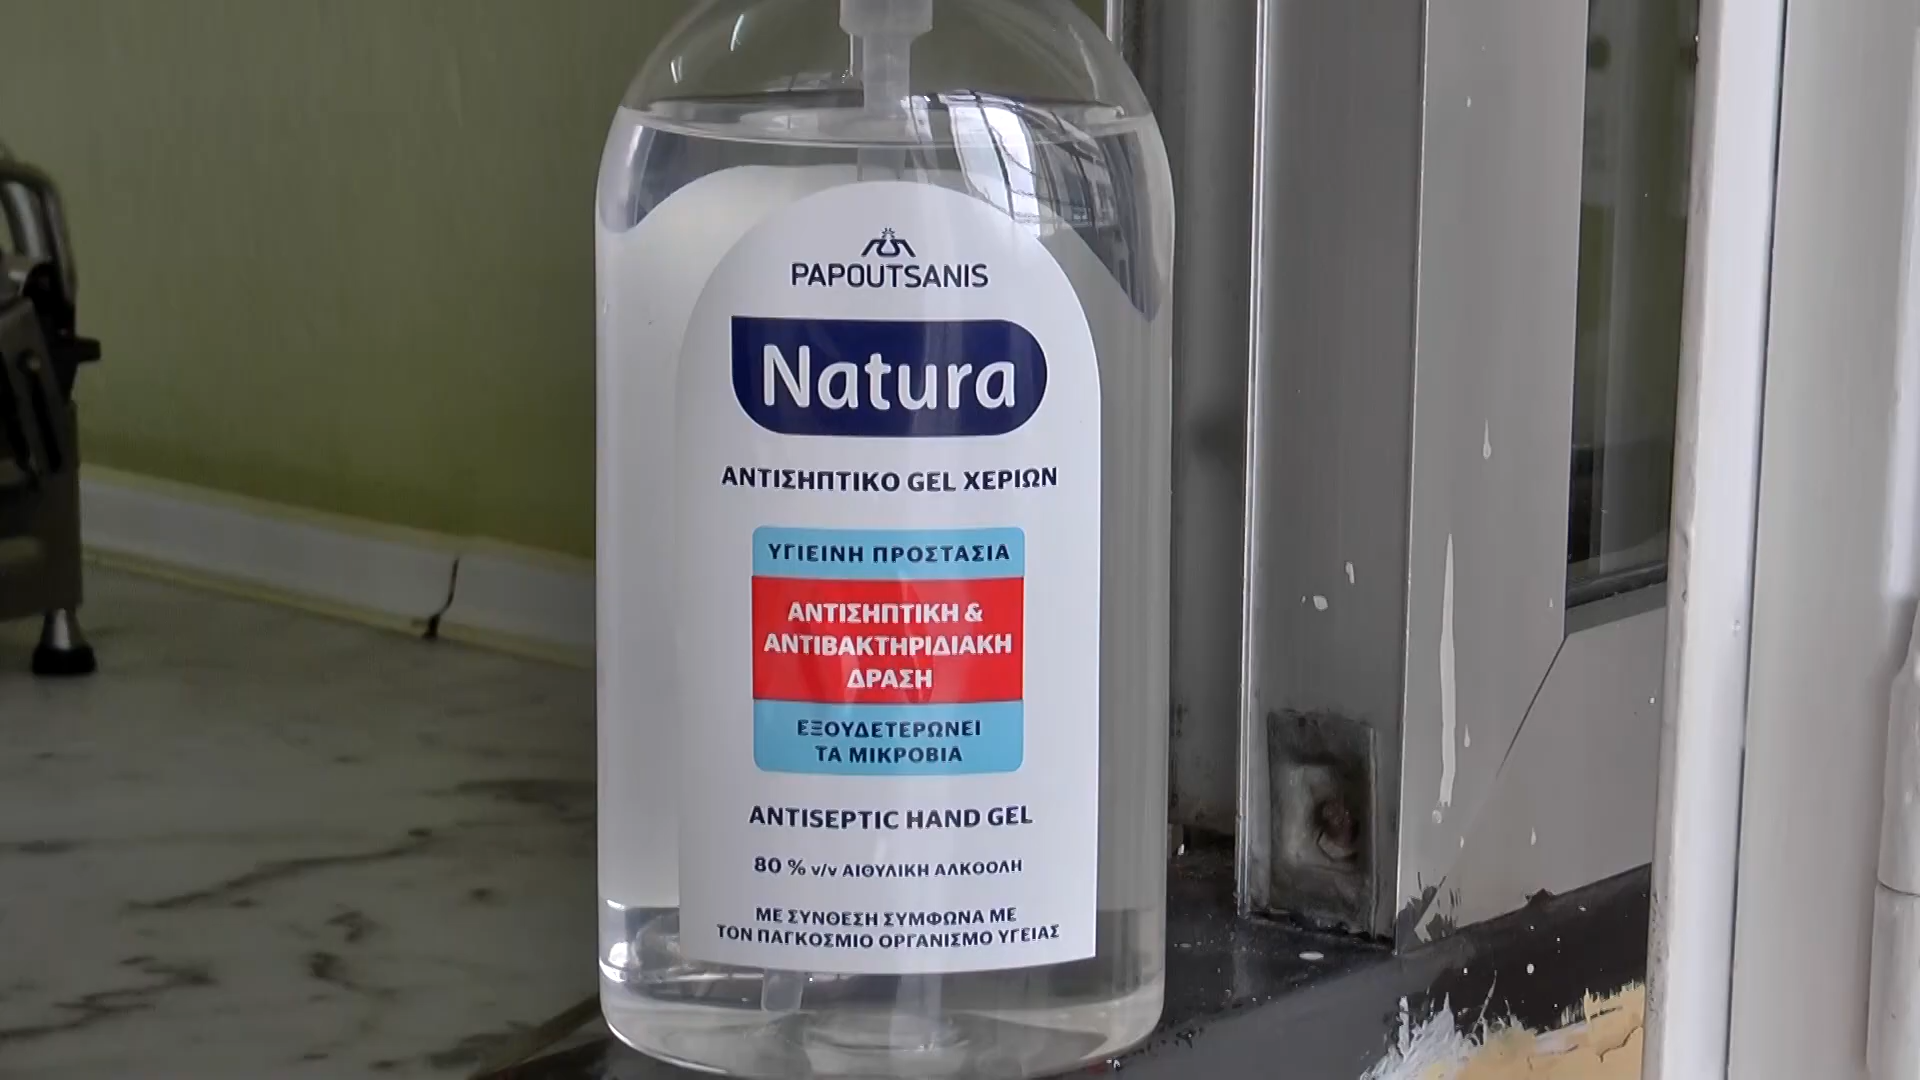 PAPOUTSANIS
Natura
ΑΝΤΙΣΗΠΤΙΚΟ GEL ΧΕΡΙΩΝ
ΥΓΙΕΙΝΗ ΠΡΟΣΤΑΣΙΑ
ΑΝΤΙΣΗΠΤΙΚΗ &
ΑΝΤΙΒΑΚΤΗΡΙΔΙΑΚΗ
ΔΡΑΣΗ
ΕΞΟΥΔΕΤΕΡΩΝΕΙ
ΤΑ ΜΙΚΡΟΒΙΑ
ANTISEPTIC HAND GEL
80 % v/v ΑΙΘΥΛΙΚΗ ΑΛΚΟΟΛΗ
ΜΕ ΣΥΝΘΕΣΗ ΣΥΜΦΩΝΑ ΜΕ
ΤΟΝ ΠΑΓΚΟΣΜΙΟ ΟΡΓΑΝΙΣΜΟ ΥΓΕΙΑΣ